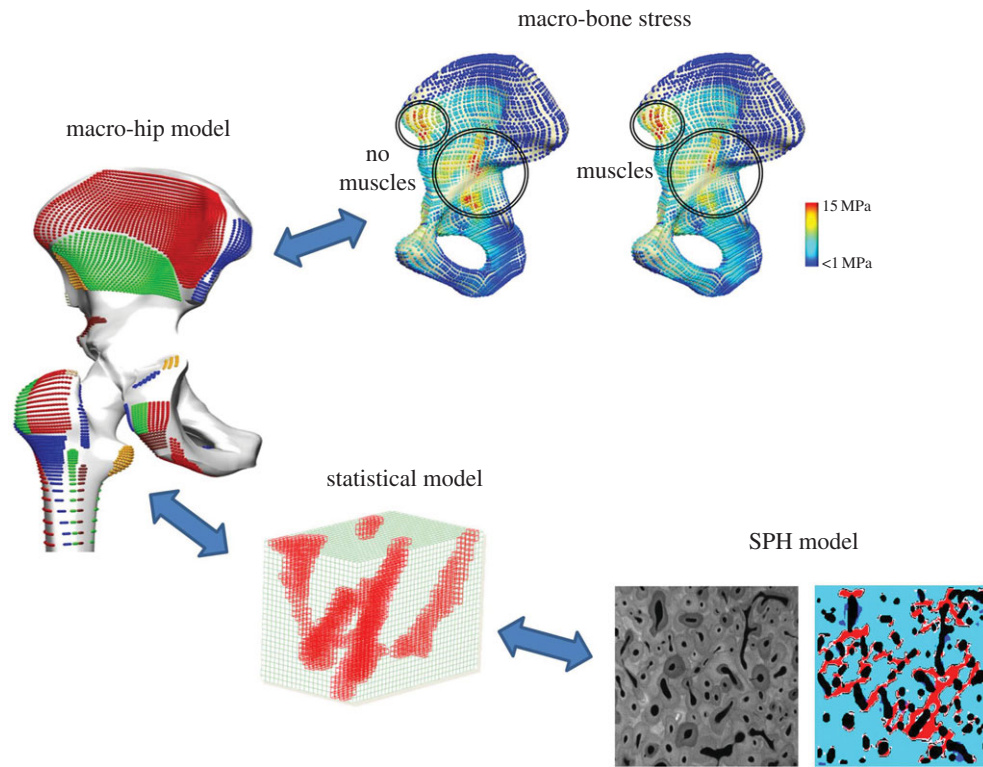 macro-bone stress
macro-hip model
no
muscles
muscles
15 MPa
<1 MPa
statistical model
SPH model